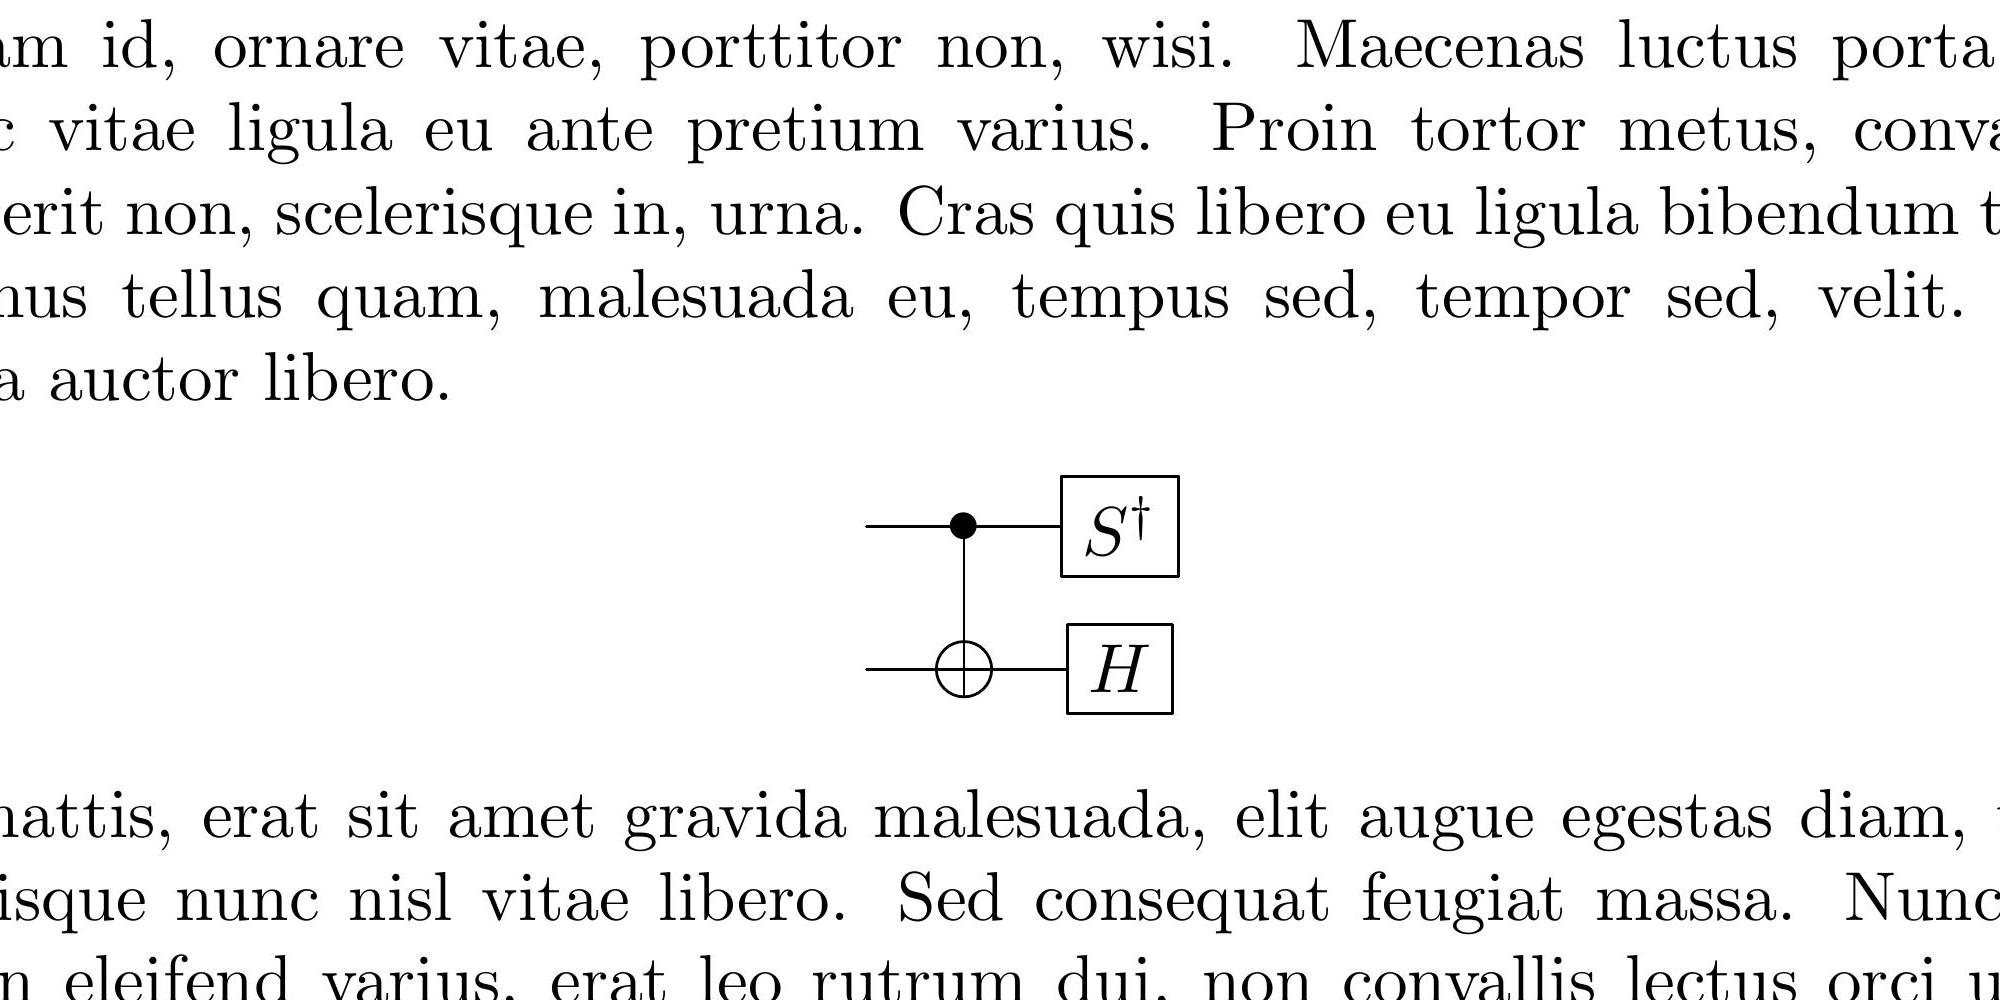 am id, ornare vitae, porttitor non, wisi. Maecenas luctus porta
c vitae ligula eu ante pretium varius. Proin tortor metus, conva
erit non, scelerisque in, urna. Cras quis libero eu ligula bibendum t
nus tellus quam, malesuada eu, tempus sed, tempor sed, velit.
a auctor libero.
S†
H
nattis, erat sit amet gravida malesuada, elit augue egestas diam,
isque nunc nisl vitae libero. Sed consequat feugiat massa. Nunc
n eleifend varius, erat leo rutrum dui, non convallis lectus orci u